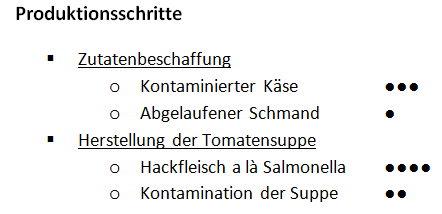 Produktionsschritte
▪ Zutatenbeschaffung
o Kontaminierter Käse ●●●
o Abgelaufener Schmand ●
▪ Herstellung der Tomatensuppe
o Hackfleisch a là Salmonella ●●●●
o Kontamination der Suppe ●●